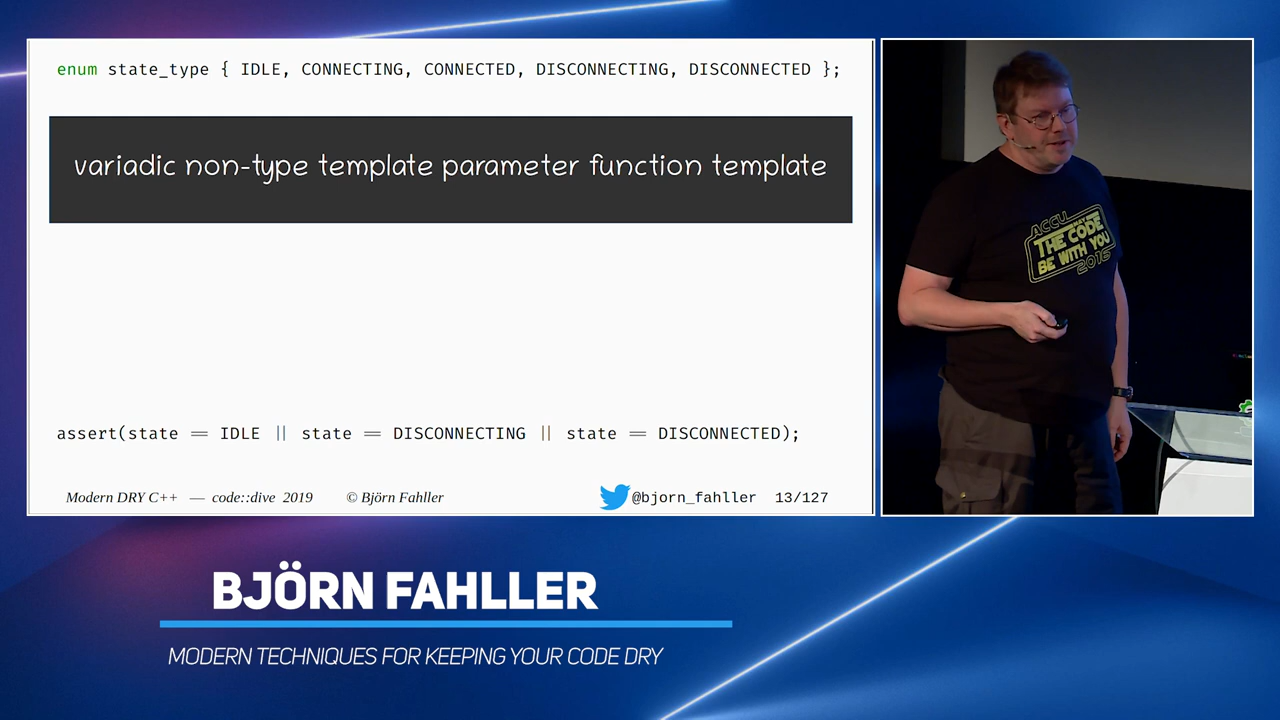 enum state_type { IDLE, CONNECTING, CONNECTED, DISCONNECTING, DISCONNECTED };
variadic non-type template parameter function template
assert(state == IDLE || state == DISCONNECTING || state == DISCONNECTED);
Modern DRY C++ — code::dive 2019 © Björn Fahller @bjorn_fahller 13/127
ACCU
MAY
THE CODE
BE WITH YOU
2016
BJÖRN FAHLLER
MODERN TECHNIQUES FOR KEEPING YOUR CODE DRY